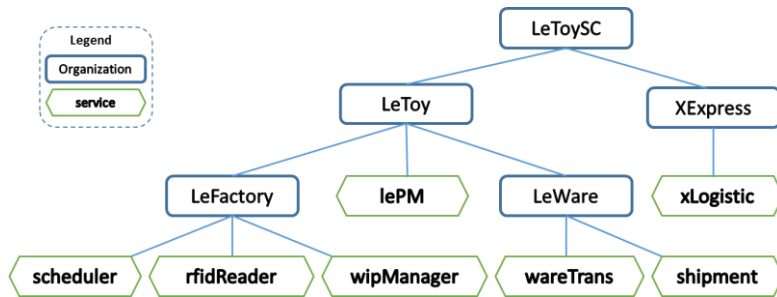 LeToySC
Legend
Organization
service
LeToy
XExpress
LeFactory
lePM
LeWare
xLogistic
scheduler
rfidReader
wipManager
wareTrans
shipment